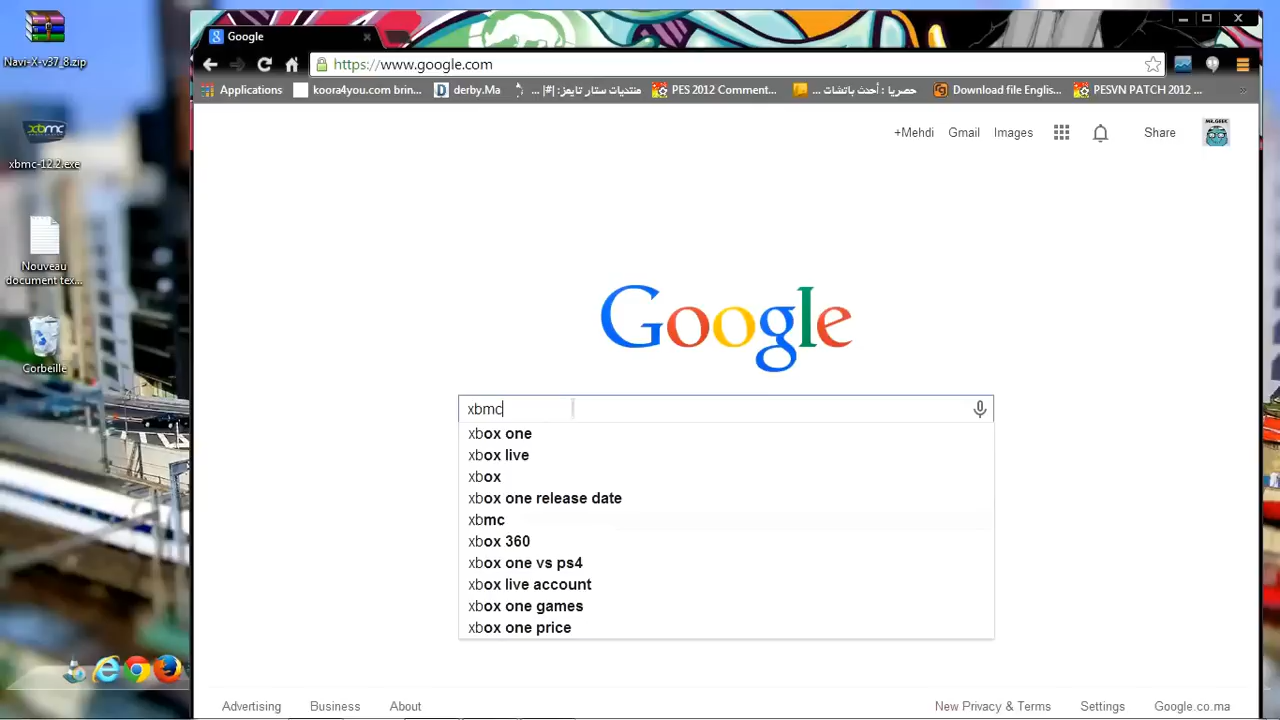 Navi-X-v37_8.zip
xbmc
xbmc-12.2.exe
Nouveau
document tex...
Corbeille
Google
https://www.google.com
Applications
koora4you.com brin...
derby.Ma
منتديات ستار تايمز: |#| ...
PES 2012 Comment...
حصريا : أحدث باتشات ...
Download file Englis...
PESVN PATCH 2012 ...
»
+Mehdi
Gmail
Images
Share
MR.GEEK
Google
xbmc
xbox one
xbox live
xbox
xbox one release date
xbmc
xbox 360
xbox one vs ps4
xbox live account
xbox one games
xbox one price
Advertising
Business
About
New Privacy & Terms
Settings
Google.co.ma